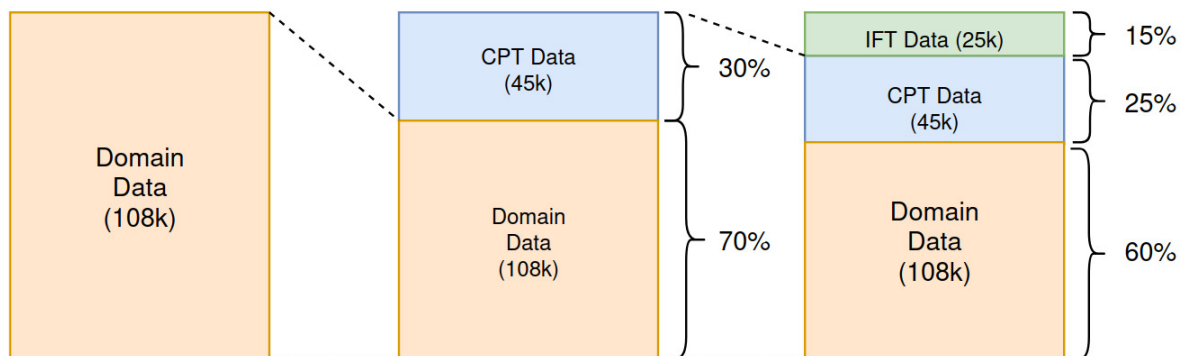 Domain
Data
(108k)
CPT Data
(45k)
30%
Domain
Data
(108k)
70%
IFT Data (25k)
15%
CPT Data
(45k)
25%
Domain
Data
(108k)
60%